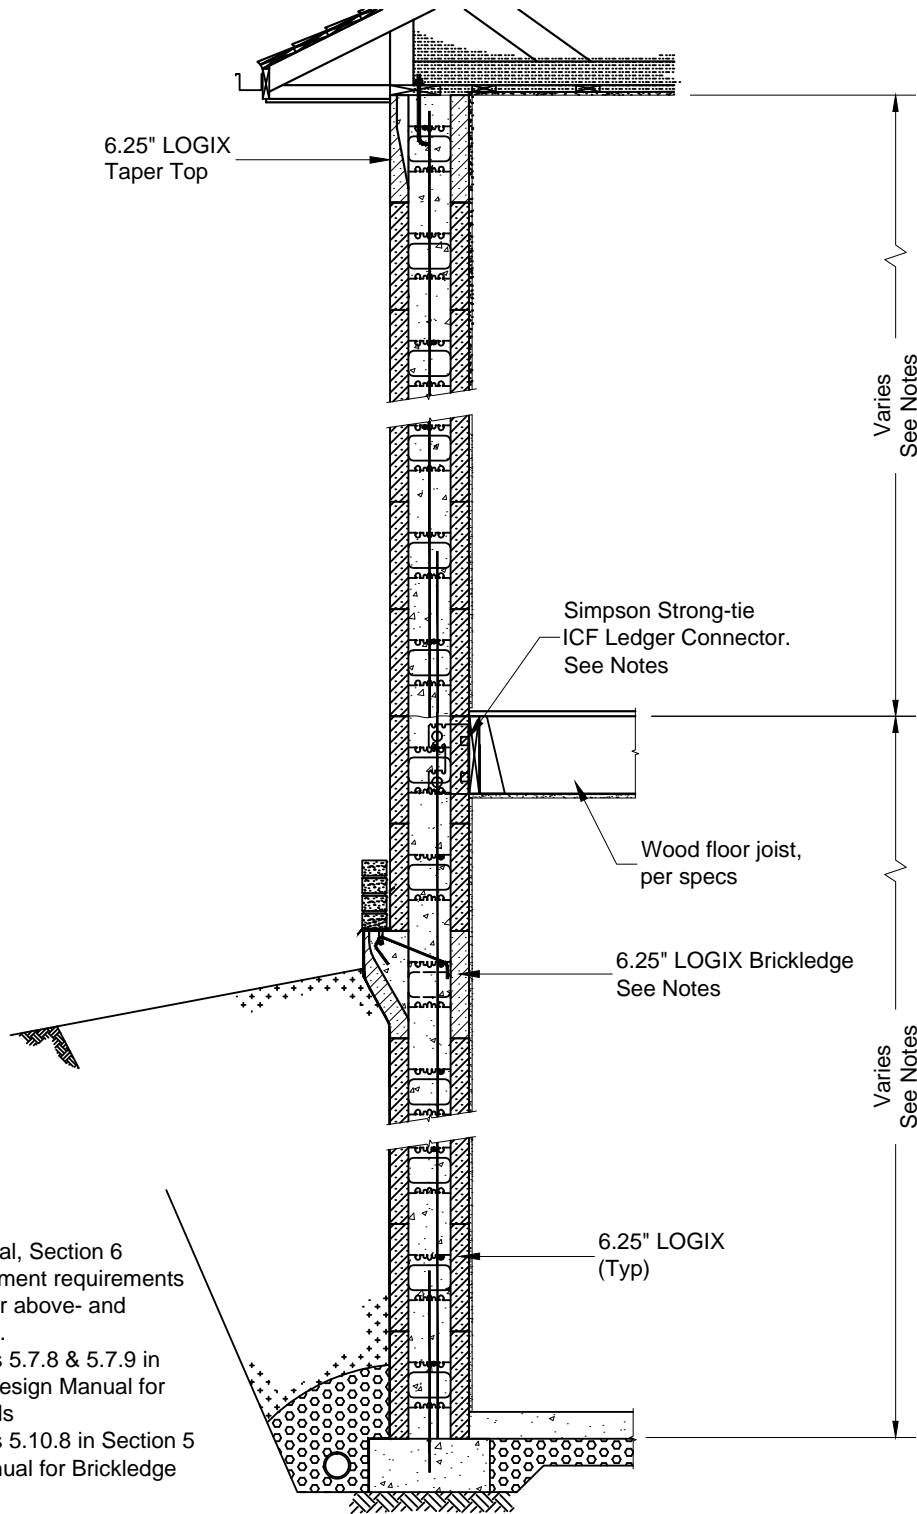 6.25" LOGIX
Taper Top
Varies
See Notes
Simpson Strong-tie
ICF Ledger Connector.
See Notes
Wood floor joist,
per specs
6.25" LOGIX Brickledge
See Notes
Varies
See Notes
6.25" LOGIX
(Typ)
al, Section 6
ment requirements
r above- and
.
s 5.7.8 & 5.7.9 in
esign Manual for
ls
s 5.10.8 in Section 5
nual for Brickledge